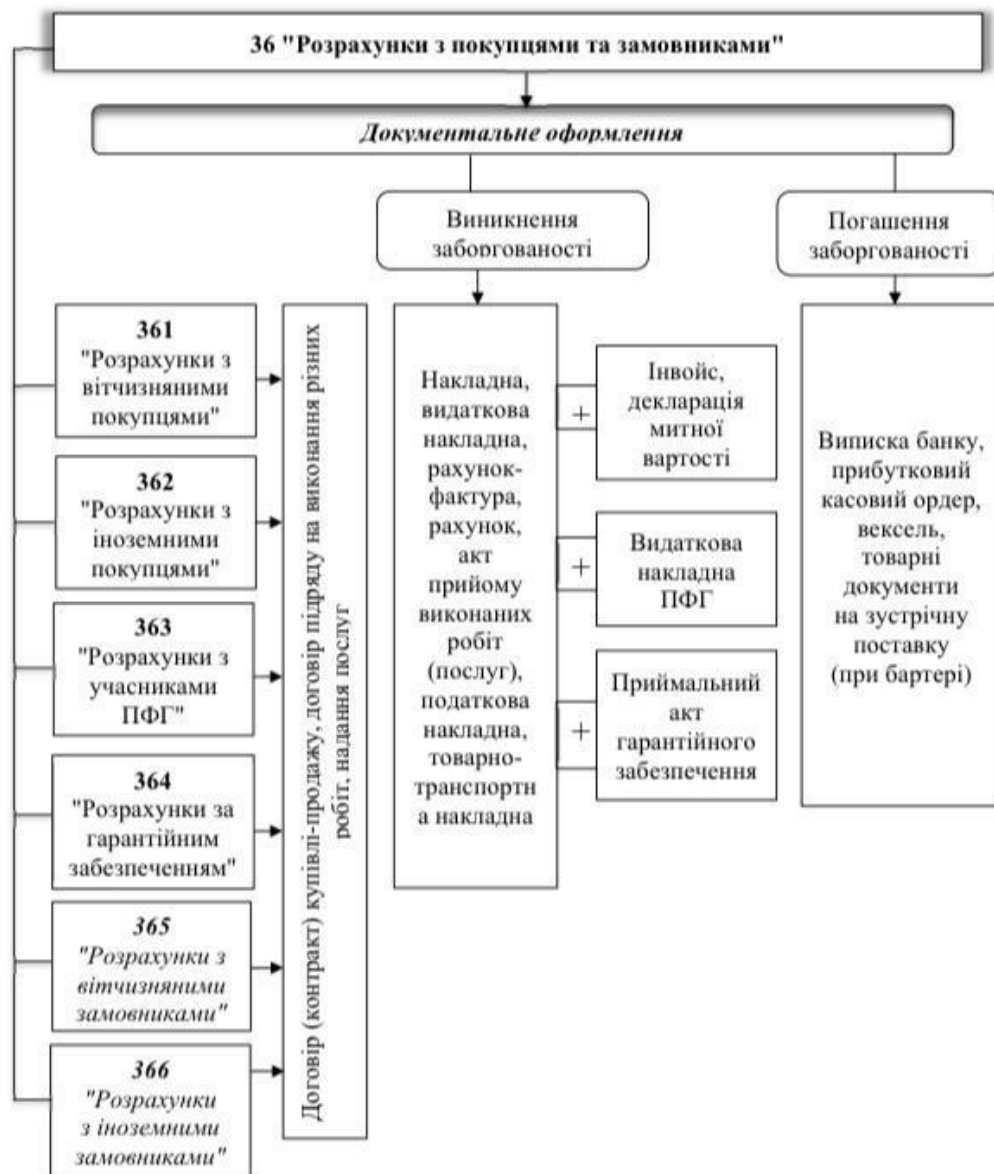 36 "Розрахунки з покупцями та замовниками"
Документальне оформлення
Виникнення
заборгованості
Погашення
заборгованості
361
"Розрахунки з
вітчизняними
покупцями"
362
"Розрахунки з
іноземними
покупцями"
363
"Розрахунки з
учасниками
ПФГ"
364
"Розрахунки за
гарантійним
забезпеченням"
365
"Розрахунки з
вітчизняними
замовниками"
366
"Розрахунки
з іноземними
замовниками"
Договір (контракт) купівлі-продажу, договір підряду на виконання різних
робіт, надання послуг
Накладна,
видаткова
накладна,
рахунок-
фактура,
рахунок,
акт
прийому
виконаних
робіт
(послуг),
податкова
накладна,
товарно-
транспортн
а накладна
+
Інвойс,
декларація
митної
вартості
+
Видаткова
накладна
ПФГ
+
Приймальний
акт
гарантійного
забезпечення
Виписка банку,
прибутковий
касовий ордер,
вексель,
товарні
документи
на зустрічну
поставку
(при бартері)